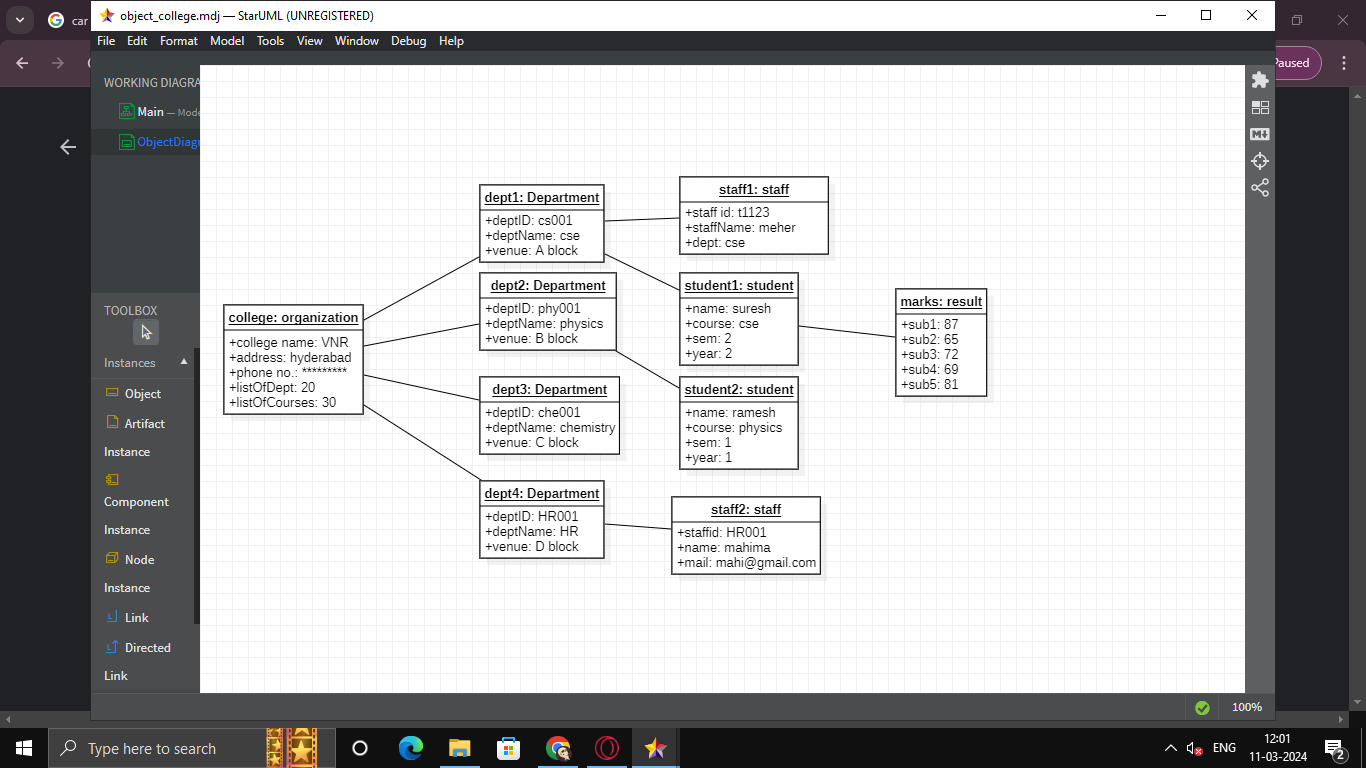 car
object_college.mdj — StarUML (UNREGISTERED)
File Edit Format Model Tools View Window Debug Help
Paused
WORKING DIAGRA
Main — Mode
ObjectDiagr
TOOLBOX
Instances
Object
Artifact
Instance
Component
Instance
Node
Instance
Link
Directed
Link
college: organization
+college name: VNR
+address: hyderabad
+phone no.: *********
+listOfDept: 20
+listOfCourses: 30
dept1: Department
+deptID: cs001
+deptName: cse
+venue: A block
dept2: Department
+deptID: phy001
+deptName: physics
+venue: B block
dept3: Department
+deptID: che001
+deptName: chemistry
+venue: C block
dept4: Department
+deptID: HR001
+deptName: HR
+venue: D block
staff1: staff
+staff id: t1123
+staffName: meher
+dept: cse
student1: student
+name: suresh
+course: cse
+sem: 2
+year: 2
student2: student
+name: ramesh
+course: physics
+sem: 1
+year: 1
staff2: staff
+staffid: HR001
+name: mahima
+mail: mahi@gmail.com
marks: result
+sub1: 87
+sub2: 65
+sub3: 72
+sub4: 69
+sub5: 81
M
100%
Type here to search
ENG
12:01
11-03-2024
2